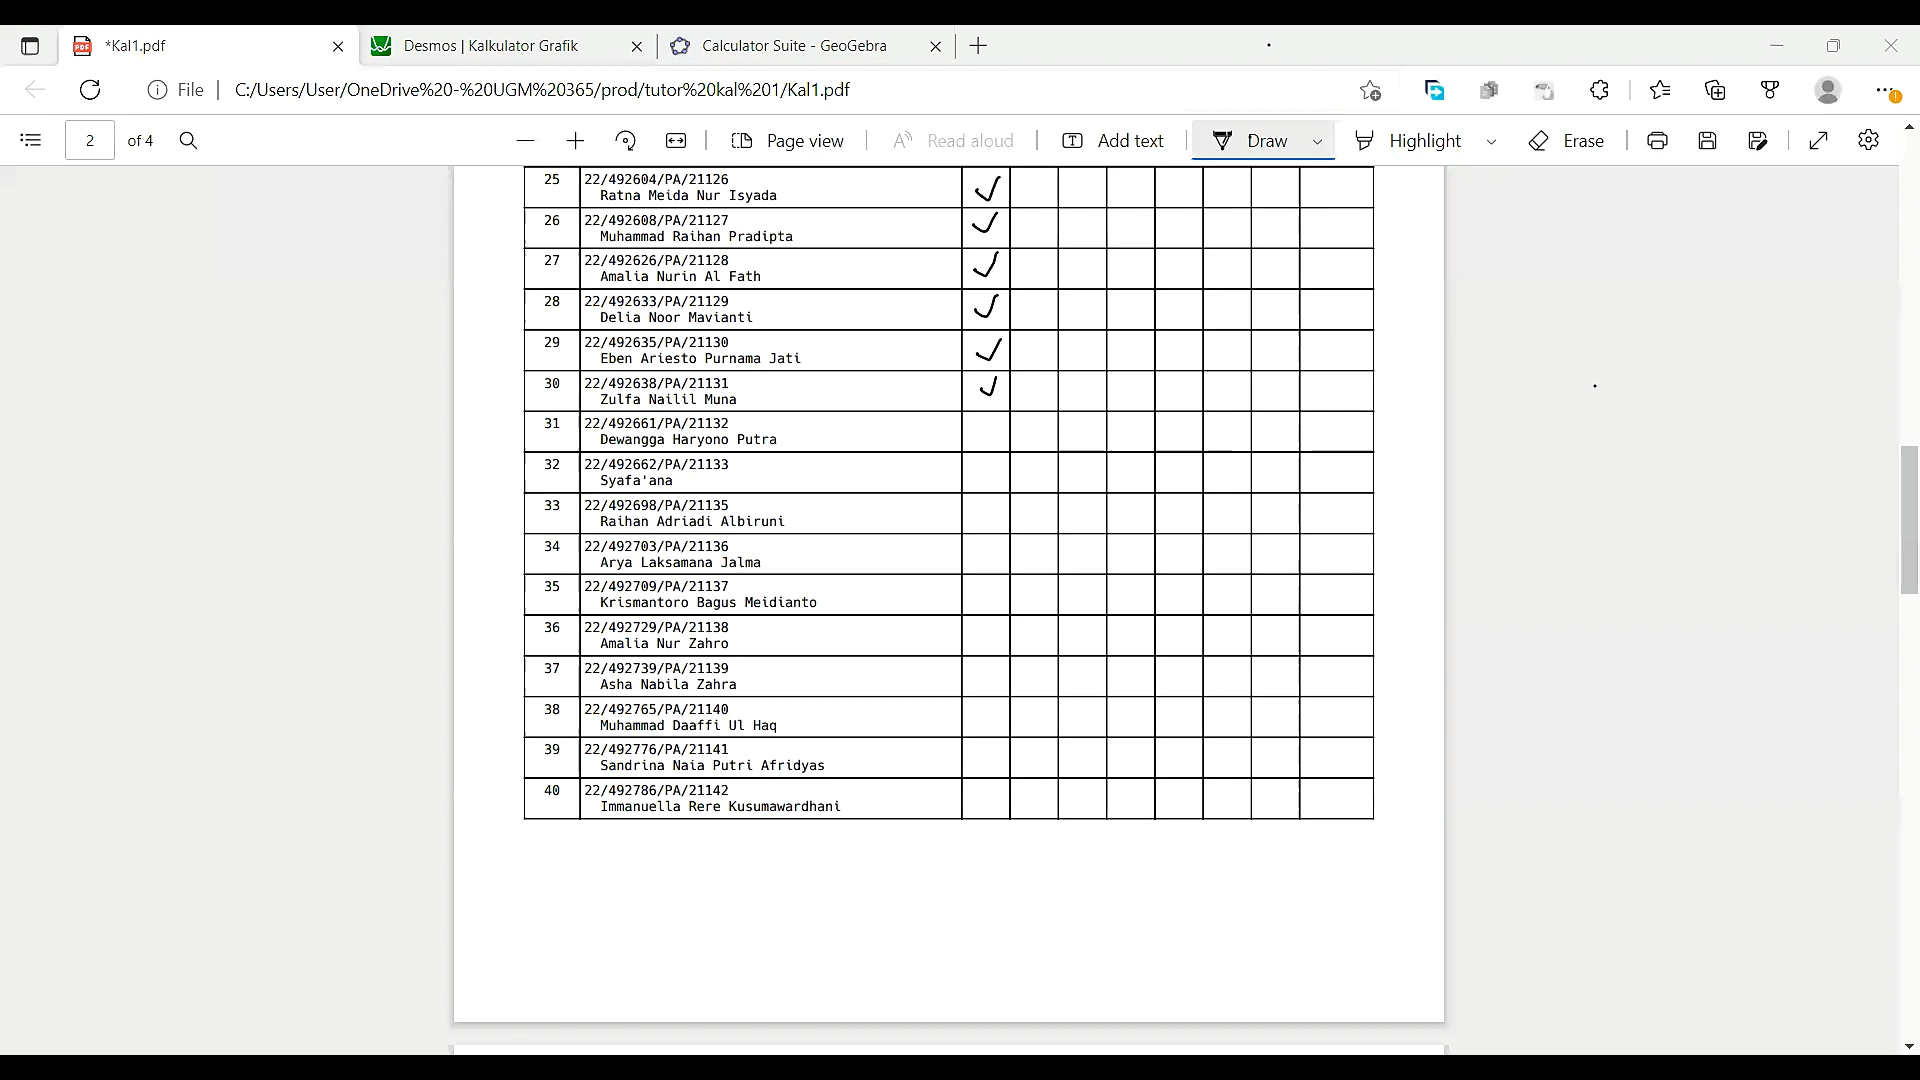 *Kal1.pdf
Desmos | Kalkulator Grafik
Calculator Suite - GeoGebra
File
C:/Users/User/OneDrive%20-%20UGM%20365/prod/tutor%20kal%201/Kal1.pdf
2 of 4
Page view
Read aloud
Add text
Draw
Highlight
Erase
25 22/492604/PA/21126
Ratna Meida Nur Isyada
26 22/492608/PA/21127
Muhammad Raihan Pradipta
27 22/492626/PA/21128
Amalia Nurin Al Fath
28 22/492633/PA/21129
Delia Noor Mavianti
29 22/492635/PA/21130
Eben Ariesto Purnama Jati
30 22/492638/PA/21131
Zulfa Nailil Muna
31 22/492661/PA/21132
Dewangga Haryono Putra
32 22/492662/PA/21133
Syafa'ana
33 22/492698/PA/21135
Raihan Adriadi Albiruni
34 22/492703/PA/21136
Arya Laksamana Jalma
35 22/492709/PA/21137
Krismantoro Bagus Meidianto
36 22/492729/PA/21138
Amalia Nur Zahro
37 22/492739/PA/21139
Asha Nabila Zahra
38 22/492765/PA/21140
Muhammad Daaffi Ul Haq
39 22/492776/PA/21141
Sandrina Naia Putri Afridyas
40 22/492786/PA/21142
Immanuella Rere Kusumawardhani